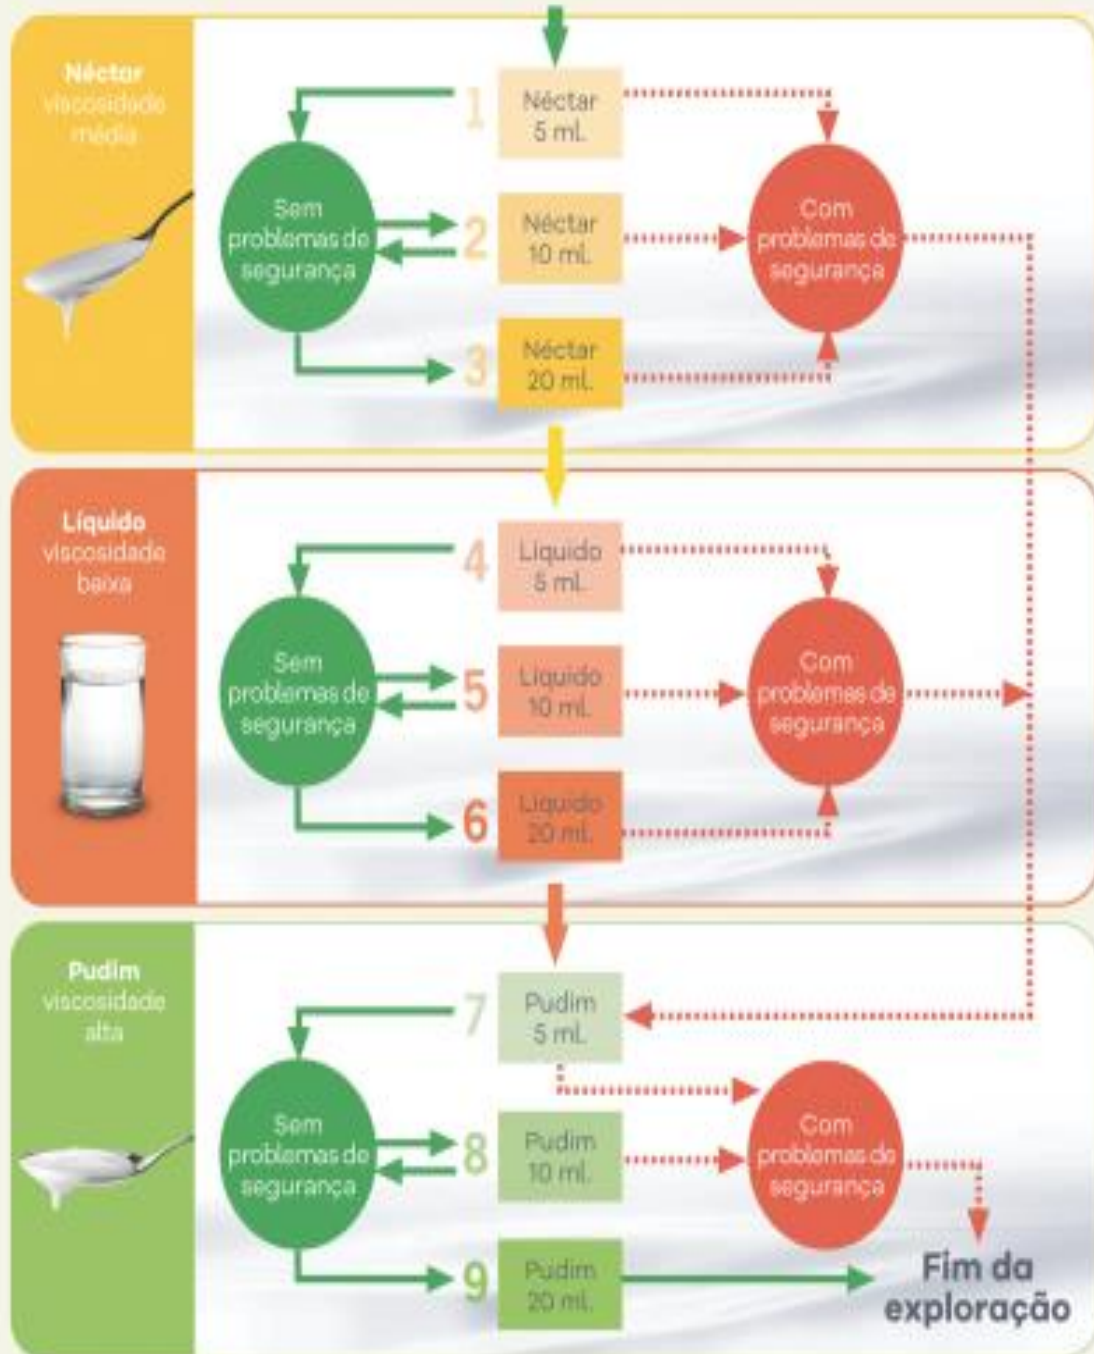 Néctar
viscosidade
média
1
Néctar
5 ml.
Sem
problemas de
segurança
2
Néctar
10 ml.
Com
problemas de
segurança
3
Néctar
20 ml.
Líquido
viscosidade
baixa
4
Líquido
5 ml.
Sem
problemas de
segurança
5
Líquido
10 ml.
Com
problemas de
segurança
6
Líquido
20 ml.
Pudim
viscosidade
alta
7
Pudim
5 ml.
Sem
problemas de
segurança
8
Pudim
10 ml.
Com
problemas de
segurança
9
Pudim
20 ml.
Fim da
exploração